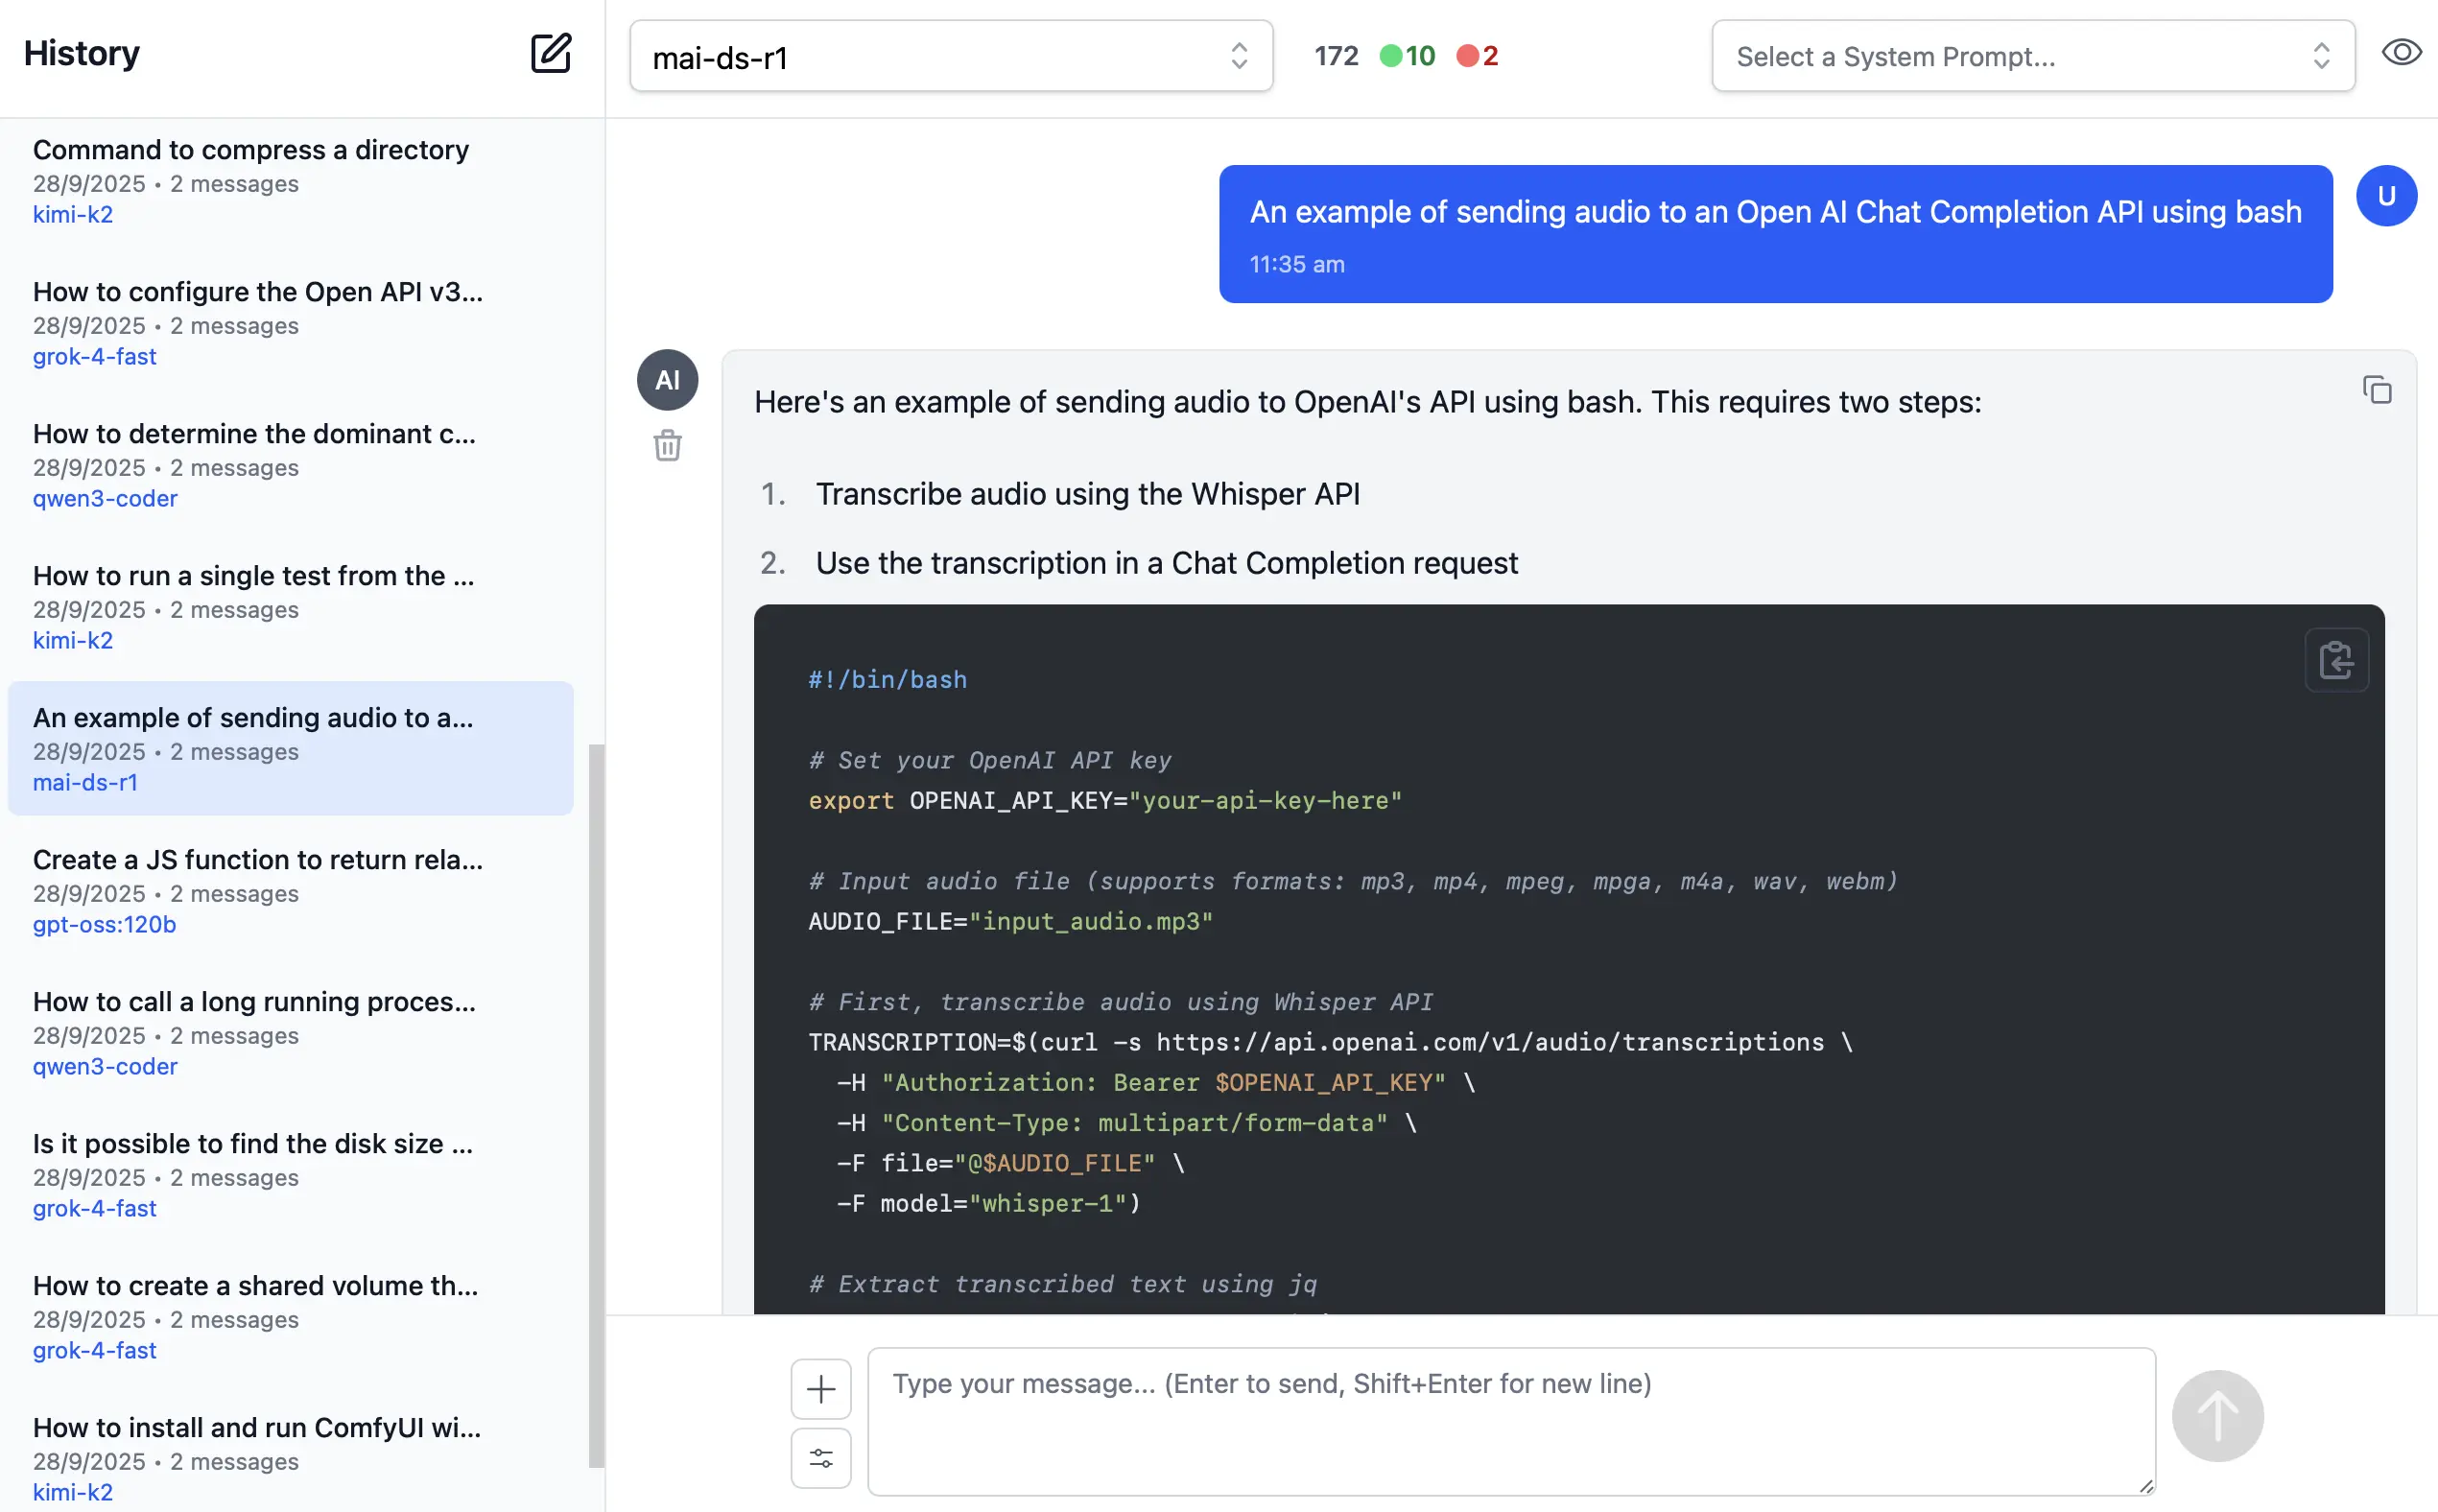 History
mai-ds-r1
172 10 2
Select a System Prompt...
Command to compress a directory
28/9/2025 • 2 messages
kimi-k2
How to configure the Open API v3...
28/9/2025 • 2 messages
grok-4-fast
How to determine the dominant c...
28/9/2025 • 2 messages
qwen3-coder
How to run a single test from the ...
28/9/2025 • 2 messages
kimi-k2
An example of sending audio to a...
28/9/2025 • 2 messages
mai-ds-r1
Create a JS function to return rela...
28/9/2025 • 2 messages
gpt-oss:120b
How to call a long running proces...
28/9/2025 • 2 messages
qwen3-coder
Is it possible to find the disk size ...
28/9/2025 • 2 messages
grok-4-fast
How to create a shared volume th...
28/9/2025 • 2 messages
grok-4-fast
How to install and run ComfyUI wi...
28/9/2025 • 2 messages
kimi-k2
An example of sending audio to an Open AI Chat Completion API using bash
11:35 am
U
AI
Here's an example of sending audio to OpenAI's API using bash. This requires two steps:
1. Transcribe audio using the Whisper API
2. Use the transcription in a Chat Completion request
#!/bin/bash
# Set your OpenAI API key
export OPENAI_API_KEY="your-api-key-here"
# Input audio file (supports formats: mp3, mp4, mpeg, mpga, m4a, wav, webm)
AUDIO_FILE="input_audio.mp3"
# First, transcribe audio using Whisper API
TRANSCRIPTION=$(curl -s https://api.openai.com/v1/audio/transcriptions \
-H "Authorization: Bearer $OPENAI_API_KEY" \
-H "Content-Type: multipart/form-data" \
-F file="@$AUDIO_FILE" \
-F model="whisper-1")
# Extract transcribed text using jq
Type your message... (Enter to send, Shift+Enter for new line)